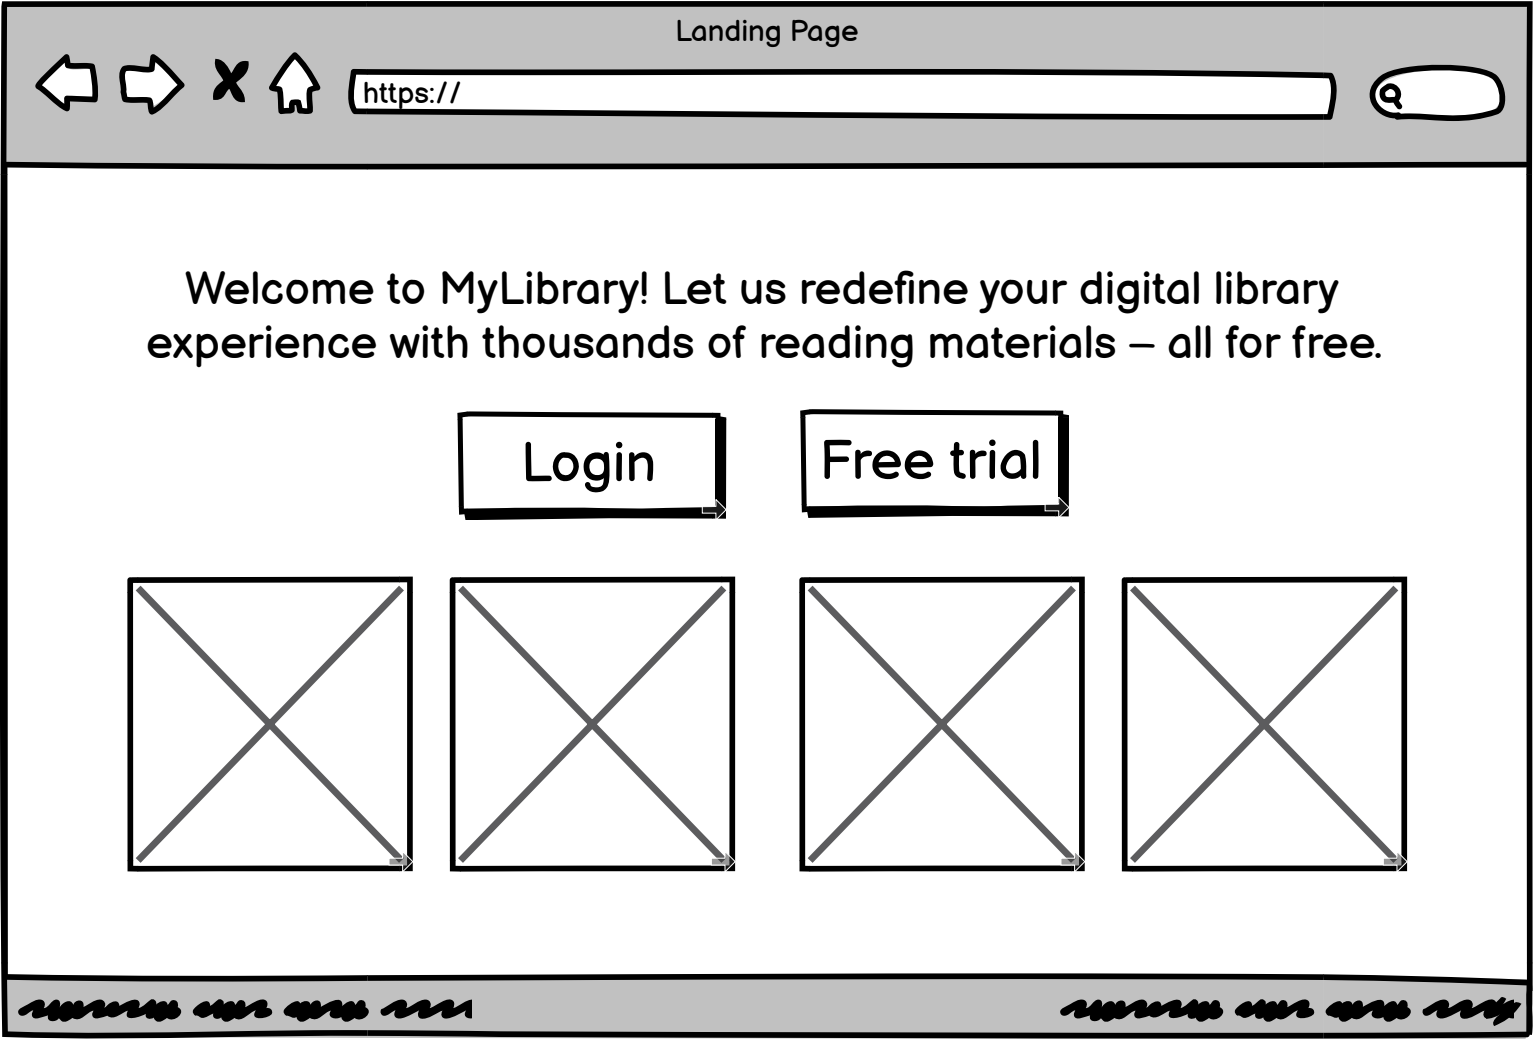 Landing Page
https://
Welcome to MyLibrary! Let us redefine your digital library
experience with thousands of reading materials – all for free.
Login
Free trial